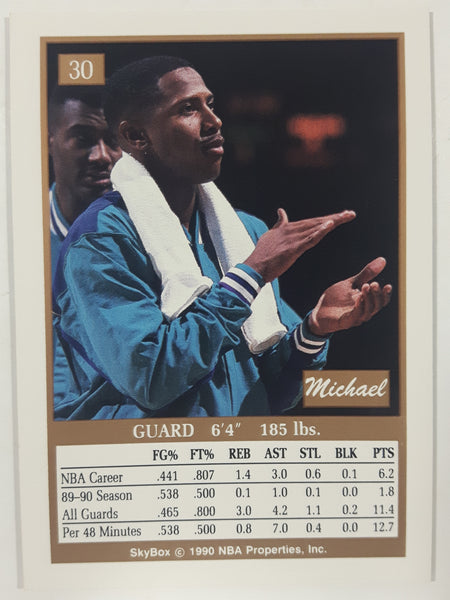 30
Michael
GUARD 6'4" 185 lbs.
FG% FT% REB AST STL BLK PTS
NBA Career .441 .807 1.4 3.0 0.6 0.1 6.2
89-90 Season .538 .500 0.1 1.0 0.1 0.0 1.8
All Guards .465 .800 3.0 4.2 1.1 0.2 11.4
Per 48 Minutes .538 .500 0.8 7.0 0.4 0.0 12.7
SkyBox © 1990 NBA Properties, Inc.